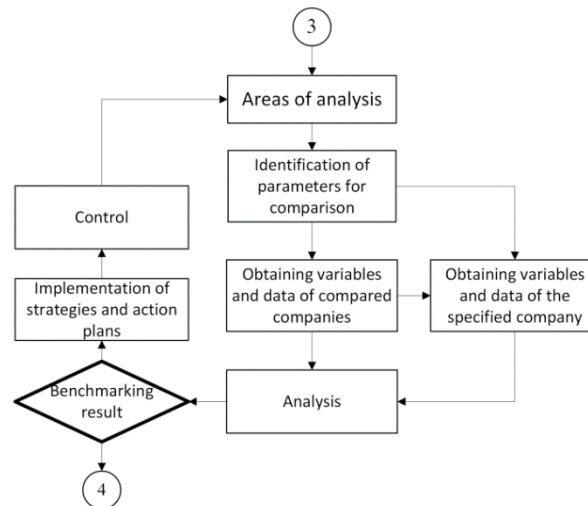 3
Areas of analysis
Identification of
parameters for
comparison
Control
Obtaining variables
and data of compared
companies
Obtaining variables
and data of the
specified company
Implementation of
strategies and action
plans
Benchmarking
result
Analysis
4